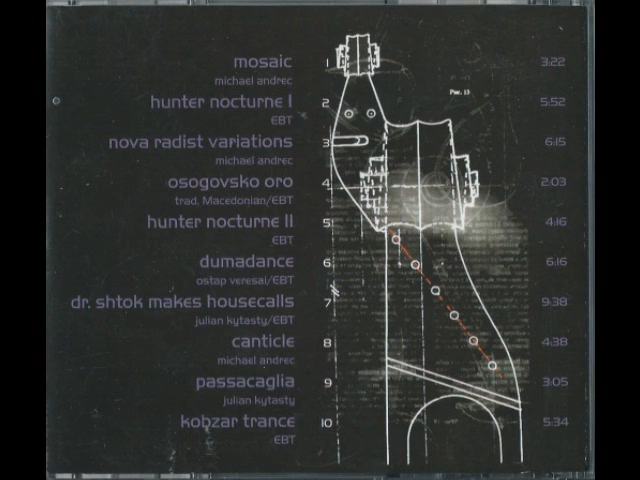 mosaic 1 3:22
michael andrec
hunter nocturne I 2 5:52
EBT
Рис. 13
nova radist variations 3 6:15
michael andrec
osogovsko oro 4 2:03
trad. Macedonian/EBT
hunter nocturne II 5 4:16
EBT
dumadance 6 6:16
ostap veresai/EBT
dr. shtok makes housecalls 7 9:38
julian kytasty/EBT
canticle 8 4:38
michael andrec
passacaglia 9 3:05
julian kytasty
kobzar trance 10 5:34
EBT